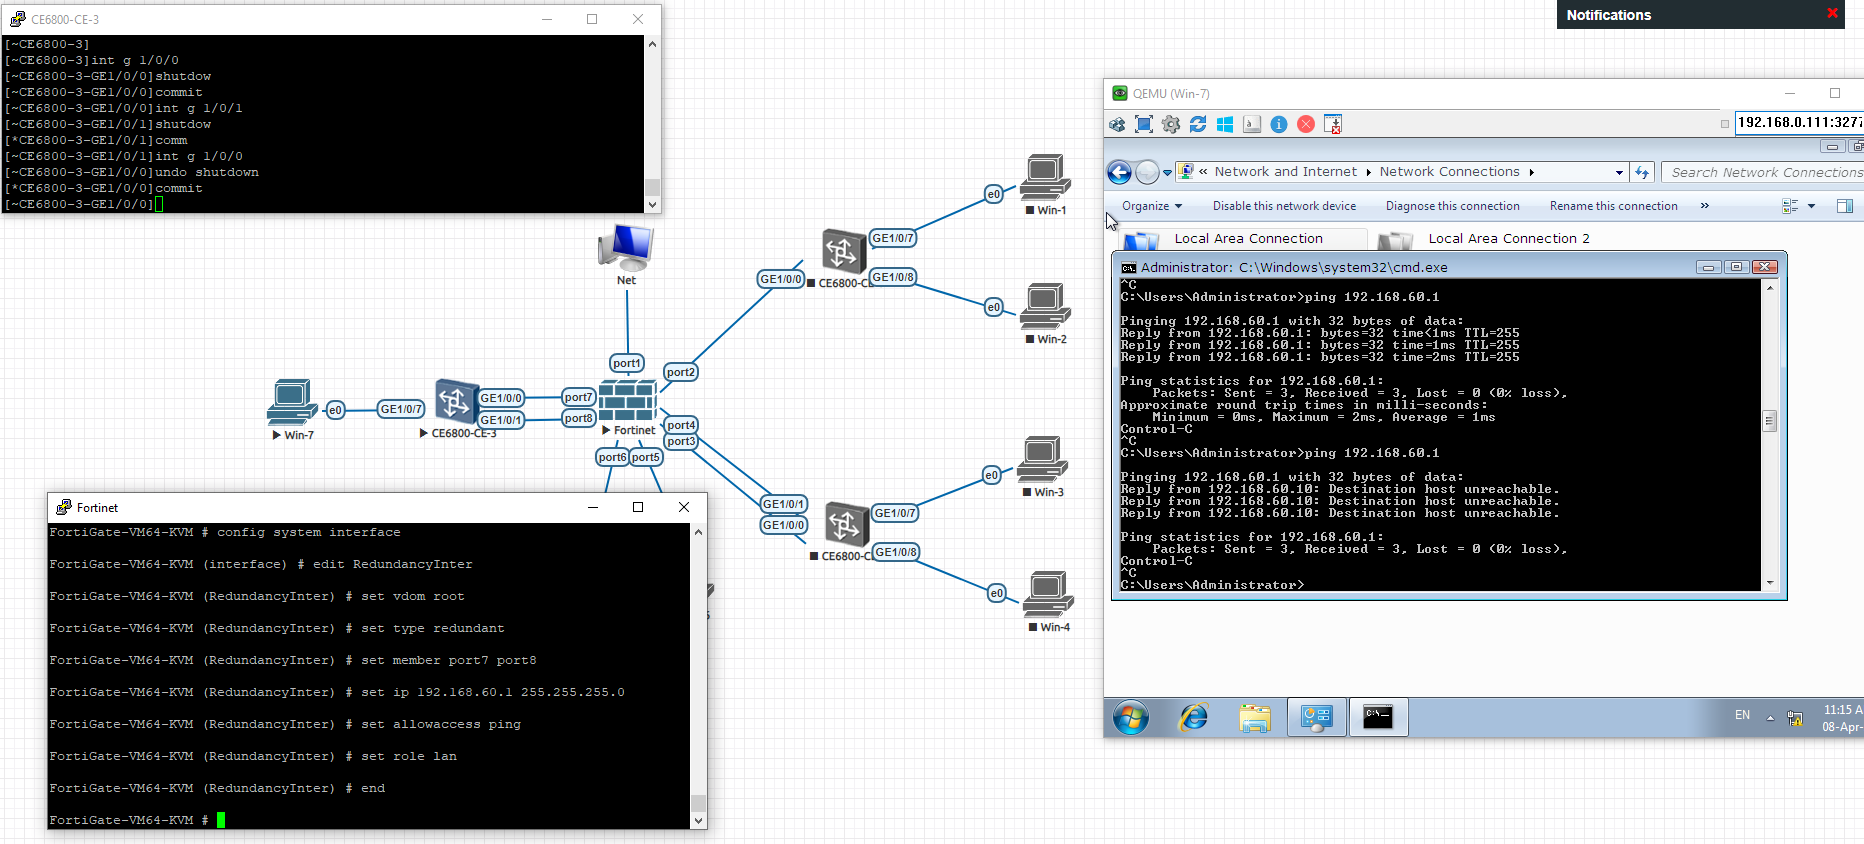 CE6800-CE-3
[~CE6800-3]
[~CE6800-3]int g 1/0/0
[~CE6800-3-GE1/0/0]shutdow
[~CE6800-3-GE1/0/0]commit
[~CE6800-3-GE1/0/0]int g 1/0/1
[~CE6800-3-GE1/0/1]shutdow
[*CE6800-3-GE1/0/1]comm
[~CE6800-3-GE1/0/1]int g 1/0/0
[~CE6800-3-GE1/0/0]undo shutdown
[*CE6800-3-GE1/0/0]commit
[~CE6800-3-GE1/0/0]
Notifications
Net
port1
port2
GE1/0/0
CE6800-CE
GE1/0/7
GE1/0/8
e0
Win-1
e0
Win-2
e0
Win-7
GE1/0/7
CE6800-CE-3
GE1/0/0
GE1/0/1
port7
port8
Fortinet
port4
port3
port6
port5
GE1/0/1
GE1/0/0
GE1/0/7
GE1/0/8
e0
Win-3
e0
Win-4
Fortinet
FortiGate-VM64-KVM # config system interface
FortiGate-VM64-KVM (interface) # edit RedundancyInter
FortiGate-VM64-KVM (RedundancyInter) # set vdom root
FortiGate-VM64-KVM (RedundancyInter) # set type redundant
FortiGate-VM64-KVM (RedundancyInter) # set member port7 port8
FortiGate-VM64-KVM (RedundancyInter) # set ip 192.168.60.1 255.255.255.0
FortiGate-VM64-KVM (RedundancyInter) # set allowaccess ping
FortiGate-VM64-KVM (RedundancyInter) # set role lan
FortiGate-VM64-KVM (RedundancyInter) # end
FortiGate-VM64-KVM #
QEMU (Win-7)
192.168.0.111:3277
« Network and Internet Network Connections
Search Network Connections
Organize Disable this network device Diagnose this connection Rename this connection »
Local Area Connection
Local Area Connection 2
Administrator: C:\Windows\system32\cmd.exe
^C
C:\Users\Administrator>ping 192.168.60.1
Pinging 192.168.60.1 with 32 bytes of data:
Reply from 192.168.60.1: bytes=32 time<1ms TTL=255
Reply from 192.168.60.1: bytes=32 time=1ms TTL=255
Reply from 192.168.60.1: bytes=32 time=2ms TTL=255
Ping statistics for 192.168.60.1:
Packets: Sent = 3, Received = 3, Lost = 0 (0% loss),
Approximate round trip times in milli-seconds:
Minimum = 0ms, Maximum = 2ms, Average = 1ms
Control-C
^C
C:\Users\Administrator>ping 192.168.60.1
Pinging 192.168.60.1 with 32 bytes of data:
Reply from 192.168.60.10: Destination host unreachable.
Reply from 192.168.60.10: Destination host unreachable.
Reply from 192.168.60.10: Destination host unreachable.
Ping statistics for 192.168.60.1:
Packets: Sent = 3, Received = 3, Lost = 0 (0% loss),
Control-C
^C
C:\Users\Administrator>
EN
11:15 A
08-Apr-